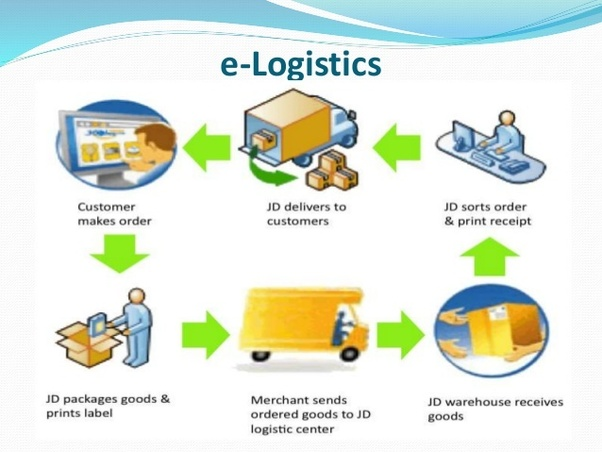 e-Logistics
Customer
makes order
JD delivers to
customers
JD sorts order
& print receipt
JD packages goods &
prints label
Merchant sends
ordered goods to JD
logistic center
JD warehouse receives
goods